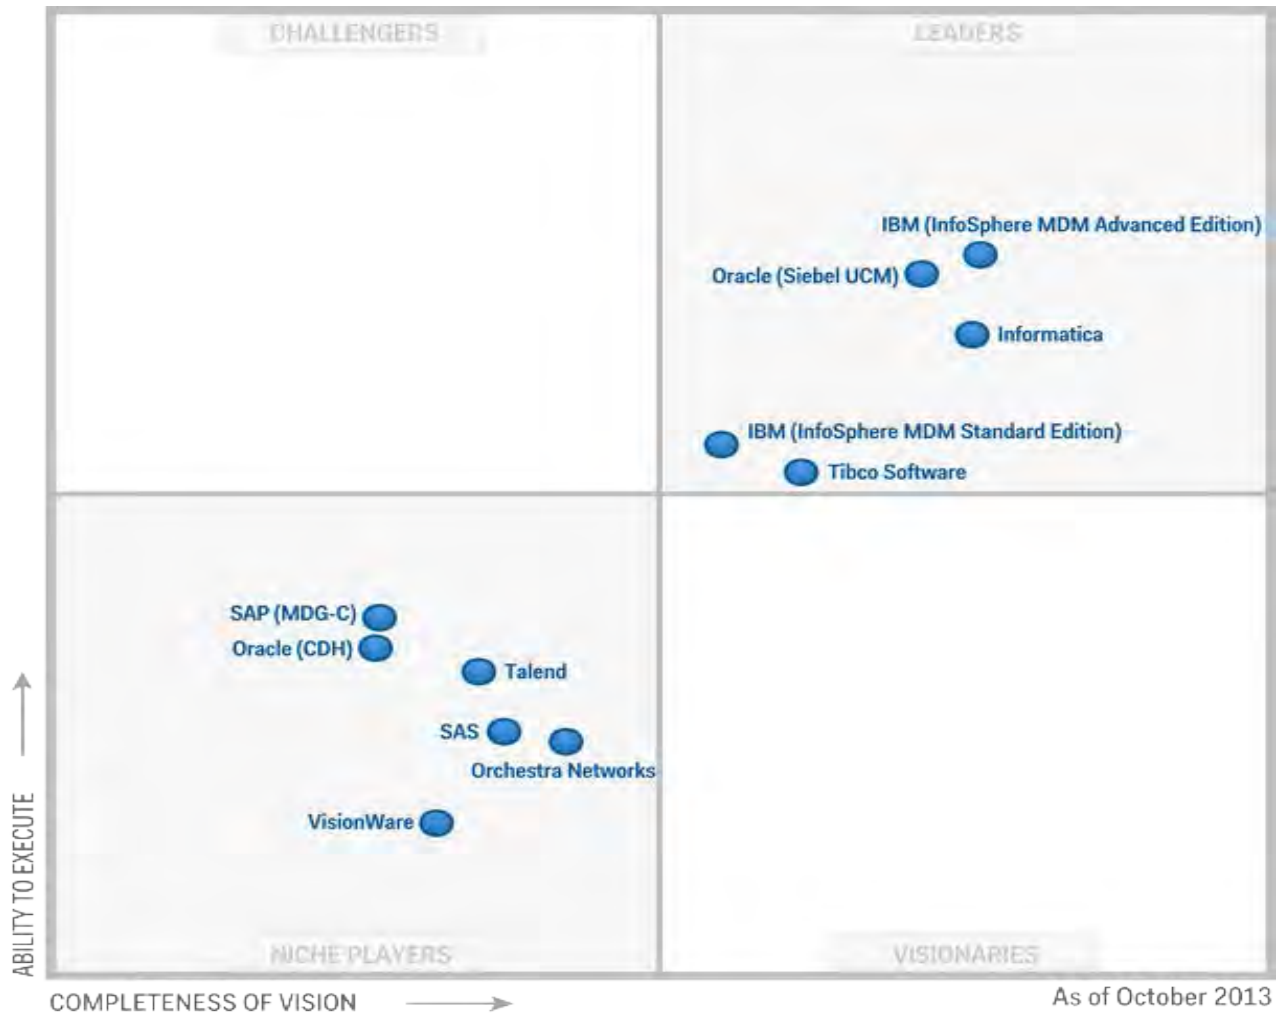 CHALLENGERS
LEADERS
IBM (InfoSphere MDM Advanced Edition)
Oracle (Siebel UCM)
Informatica
IBM (InfoSphere MDM Standard Edition)
Tibco Software
SAP (MDG-C)
Oracle (CDH)
Talend
SAS
Orchestra Networks
VisionWare
NICHE PLAYERS
VISIONARIES
ABILITY TO EXECUTE
COMPLETENESS OF VISION
As of October 2013